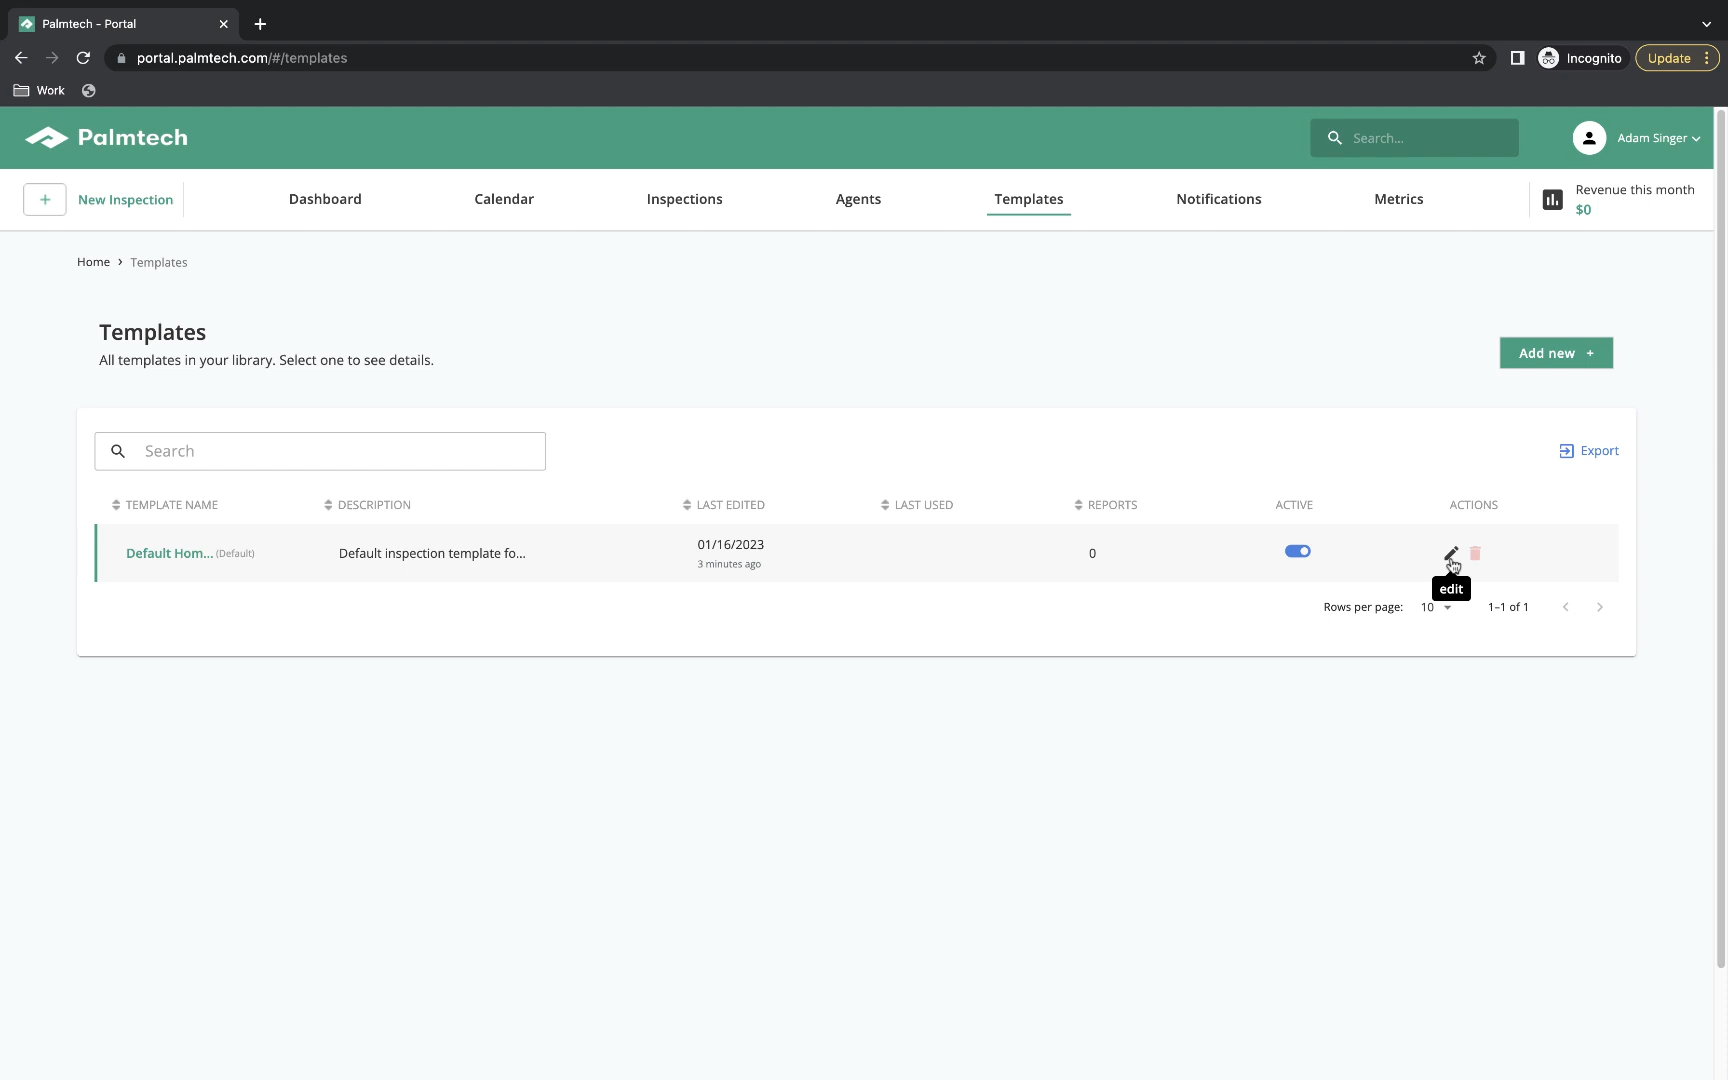 Palmtech - Portal
portal.palmtech.com/#/templates
Incognito
Update
Work
Palmtech
Search...
Adam Singer
New Inspection
Dashboard
Calendar
Inspections
Agents
Templates
Notifications
Metrics
Revenue this month
$0
Home > Templates
Templates
All templates in your library. Select one to see details.
Add new +
Search
Export
TEMPLATE NAME
DESCRIPTION
LAST EDITED
LAST USED
REPORTS
ACTIVE
ACTIONS
Default Hom... (Default)
Default inspection template fo...
01/16/2023
3 minutes ago
0
edit
Rows per page: 10
1-1 of 1